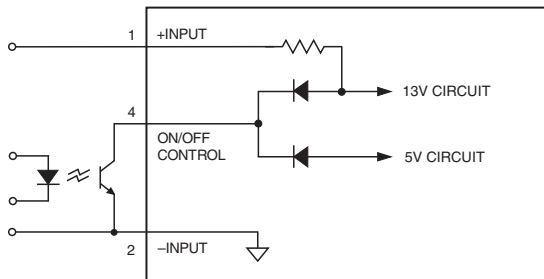 1
+INPUT
13V CIRCUIT
4
ON/OFF
CONTROL
5V CIRCUIT
2
–INPUT